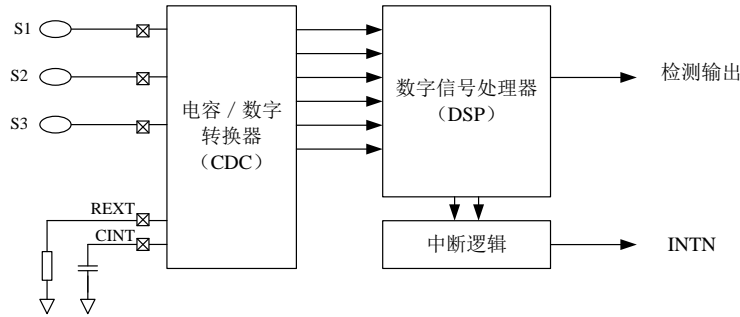 S1
S2
S3
REXT
CINT
电容 / 数字
转换器
（CDC）
数字信号处理器
（DSP）
检测输出
中断逻辑
INTN